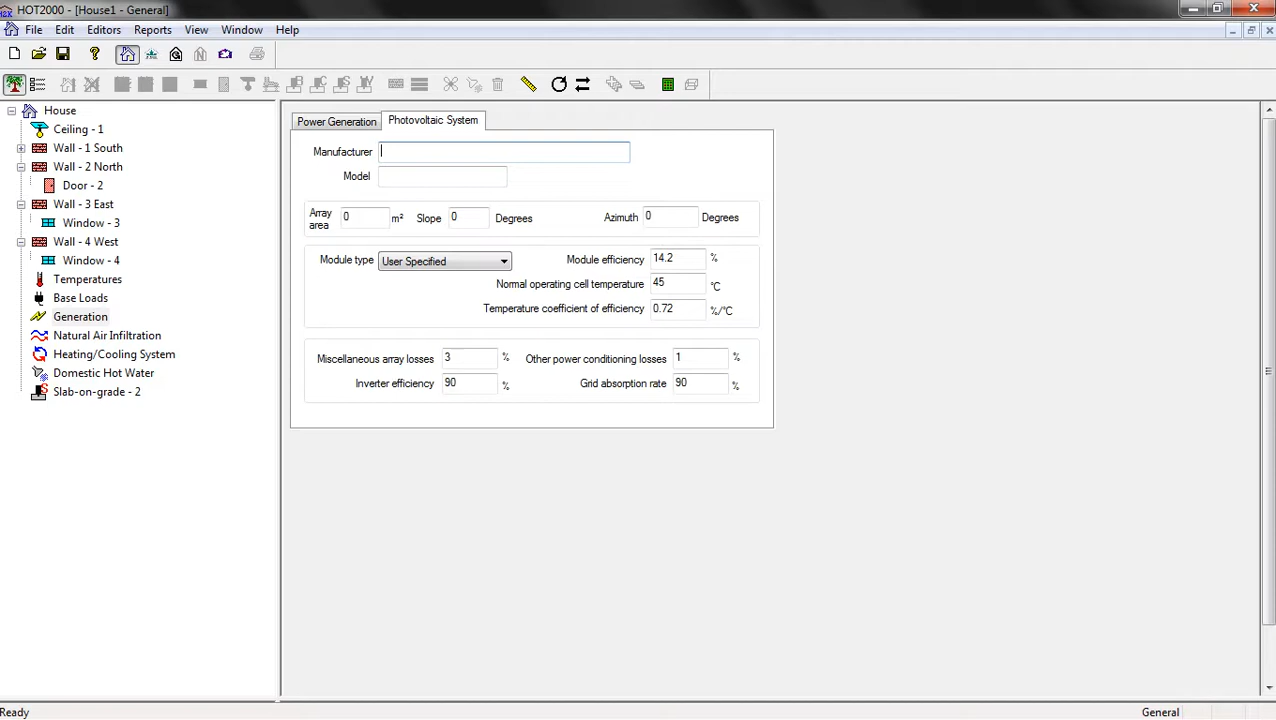 HOT2000 - [House1 - General]
File Edit Editors Reports View Window Help
House
Ceiling - 1
Wall - 1 South
Wall - 2 North
Door - 2
Wall - 3 East
Window - 3
Wall - 4 West
Window - 4
Temperatures
Base Loads
Generation
Natural Air Infiltration
Heating/Cooling System
Domestic Hot Water
Slab-on-grade - 2
Power Generation Photovoltaic System
Manufacturer
Model
Array area 0 m² Slope 0 Degrees Azimuth 0 Degrees
Module type User Specified Module efficiency 14.2 %
Normal operating cell temperature 45 °C
Temperature coefficient of efficiency 0.72 %/°C
Miscellaneous array losses 3 % Other power conditioning losses 1 %
Inverter efficiency 90 % Grid absorption rate 90 %
Ready General